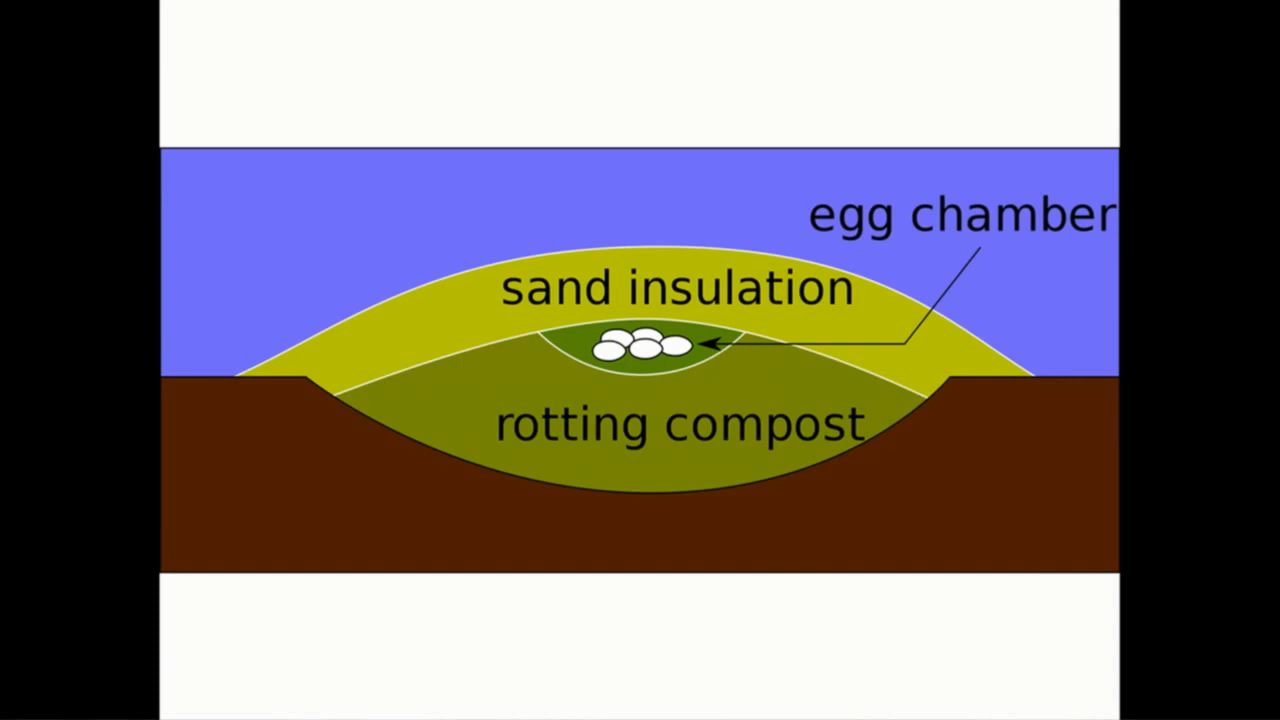 egg chamber
sand insulation
rotting compost